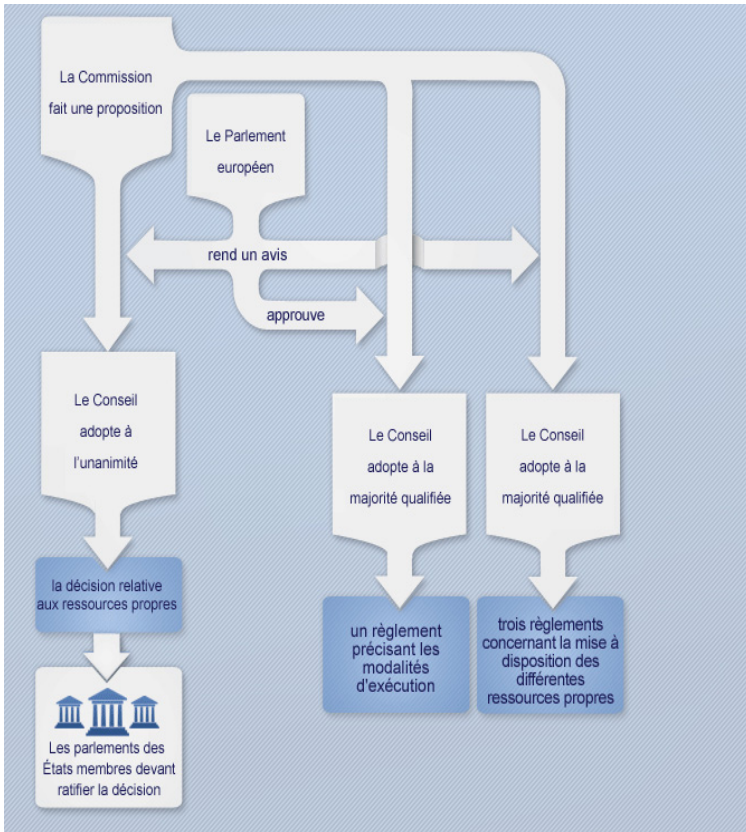 La Commission
fait une proposition
Le Parlement
européen
rend un avis
approuve
Le Conseil
adopte à
l'unanimité
Le Conseil
adopte à la
majorité qualifiée
Le Conseil
adopte à la
majorité qualifiée
la décision relative
aux ressources propres
un règlement
précisant les
modalités
d'exécution
trois règlements
concernant la mise à
disposition des
différentes
ressources propres
Les parlements des
États membres devant
ratifier la décision